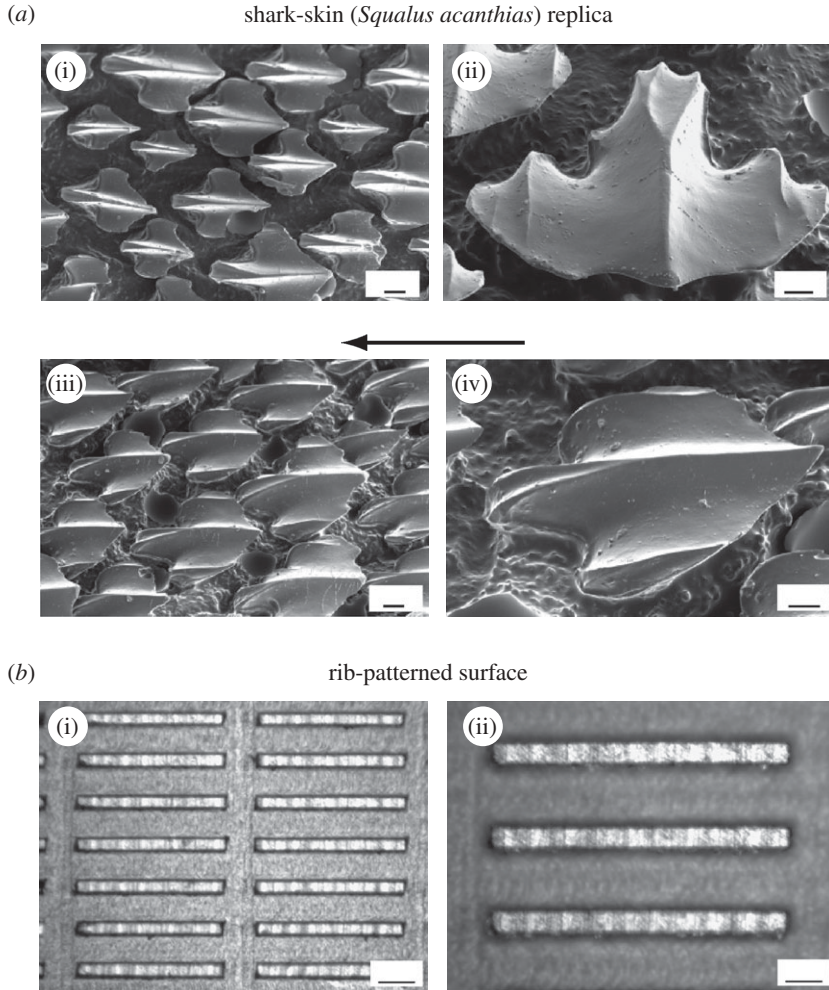 (a) shark-skin (Squalus acanthias) replica
(i) (ii)
(iii) (iv)
(b) rib-patterned surface
(i) (ii)